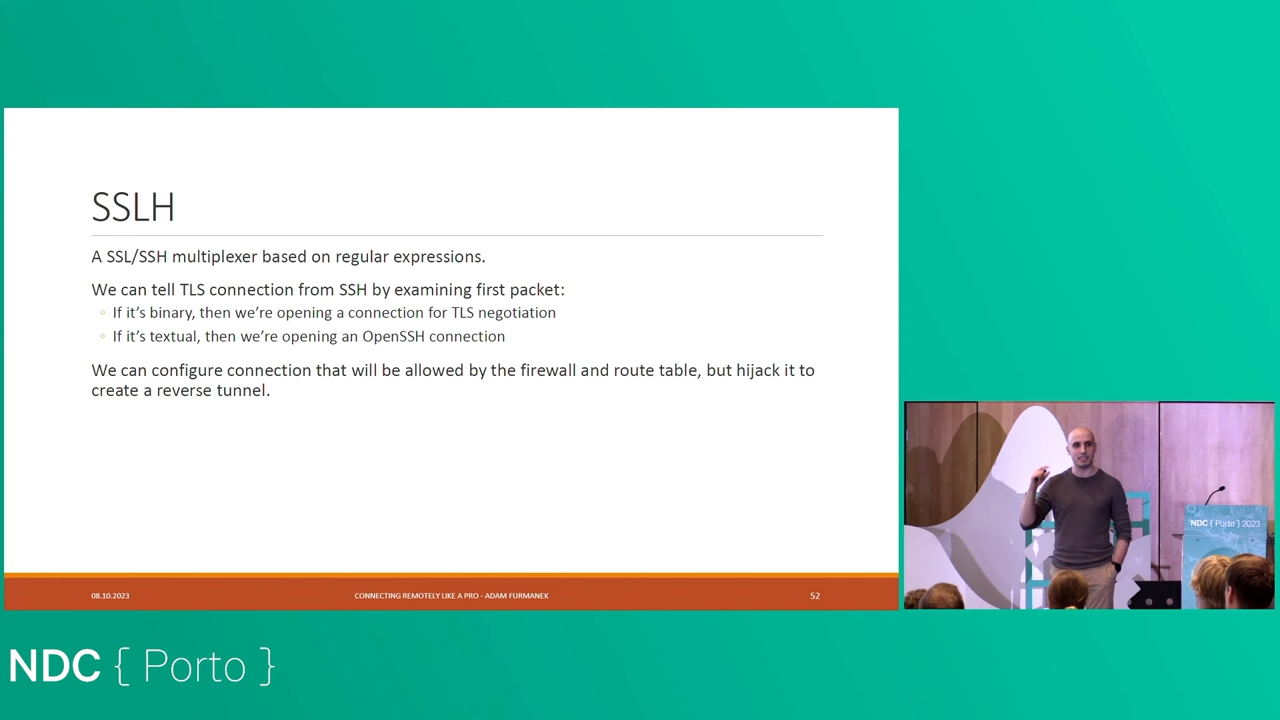 SSLH
A SSL/SSH multiplexer based on regular expressions.
We can tell TLS connection from SSH by examining first packet:
◦ If it's binary, then we're opening a connection for TLS negotiation
◦ If it's textual, then we're opening an OpenSSH connection
We can configure connection that will be allowed by the firewall and route table, but hijack it to
create a reverse tunnel.
08.10.2023
CONNECTING REMOTELY LIKE A PRO - ADAM FURMANEK
52
NDC { Porto } 2023
NDC { Porto }